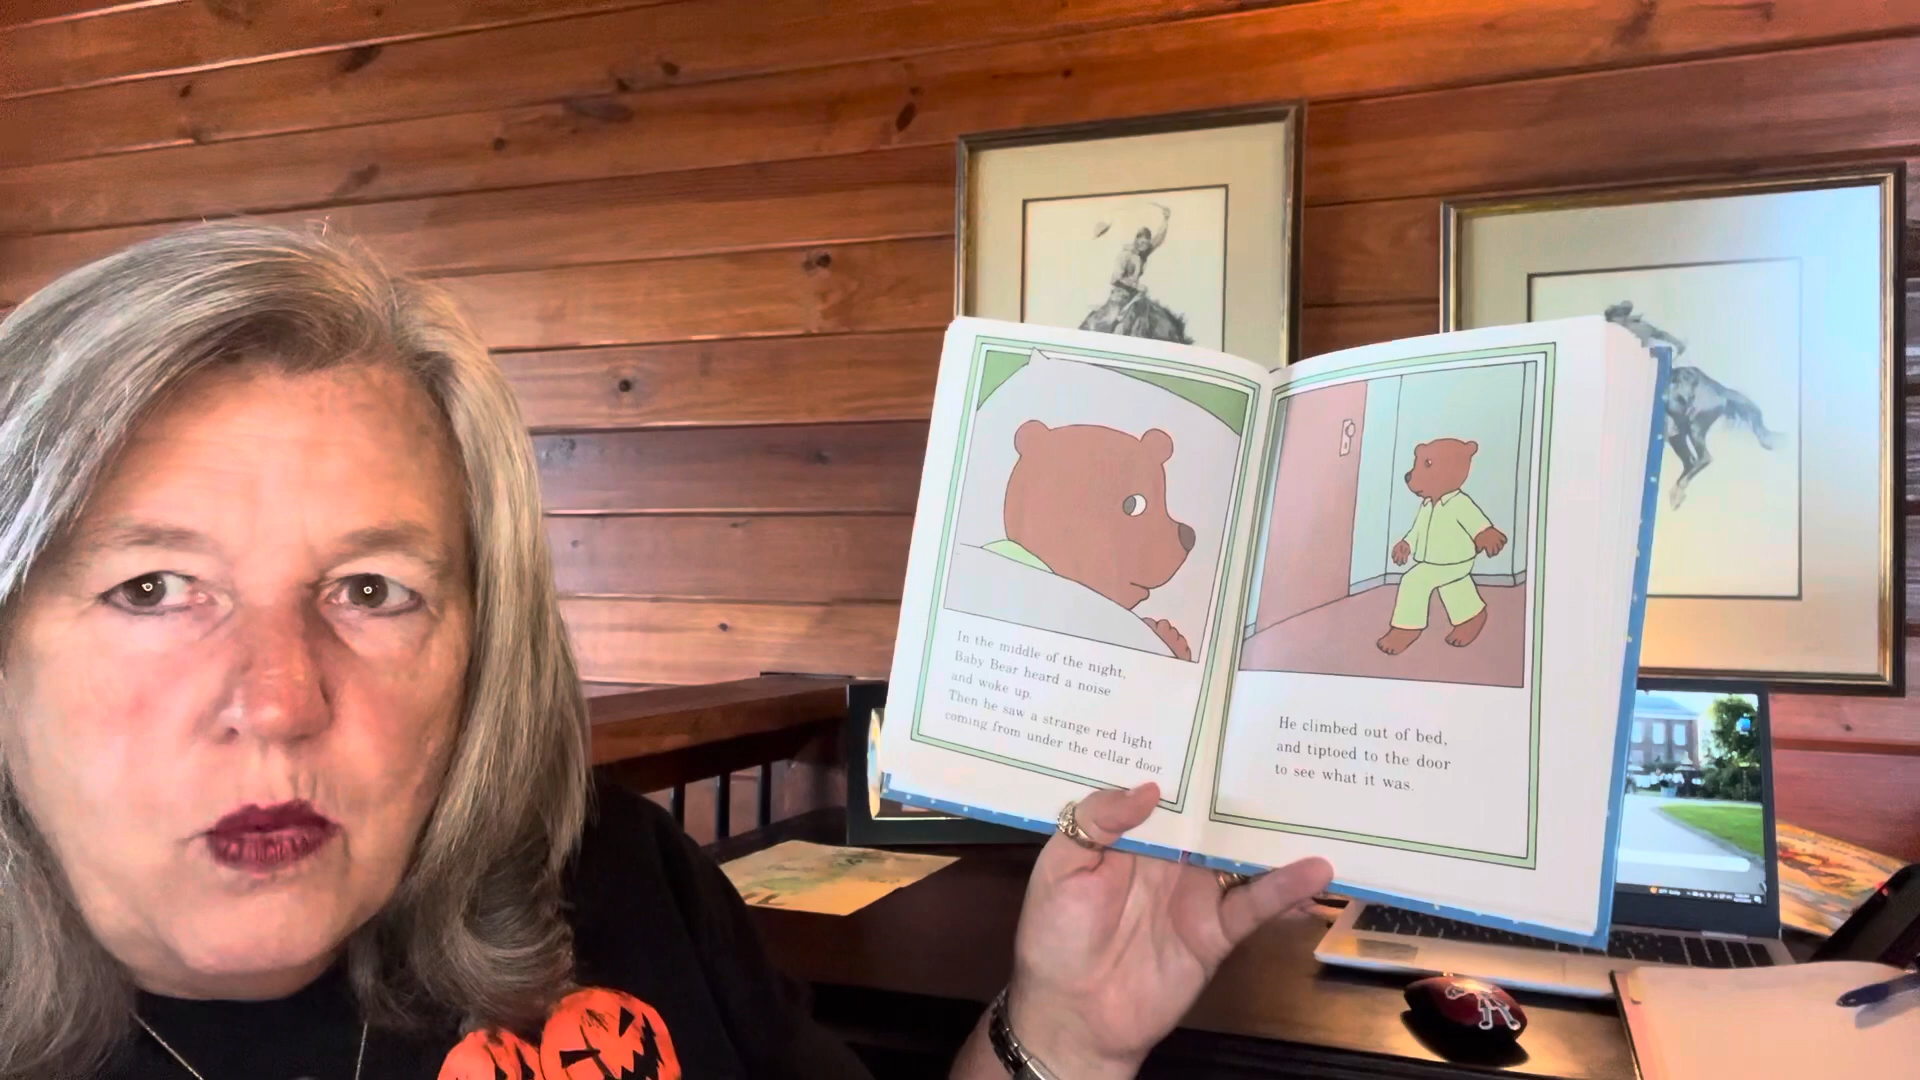 In the middle of the night,
Baby Bear heard a noise
and woke up.
Then he saw a strange red light
coming from under the cellar door
He climbed out of bed,
and tiptoed to the door
to see what it was.